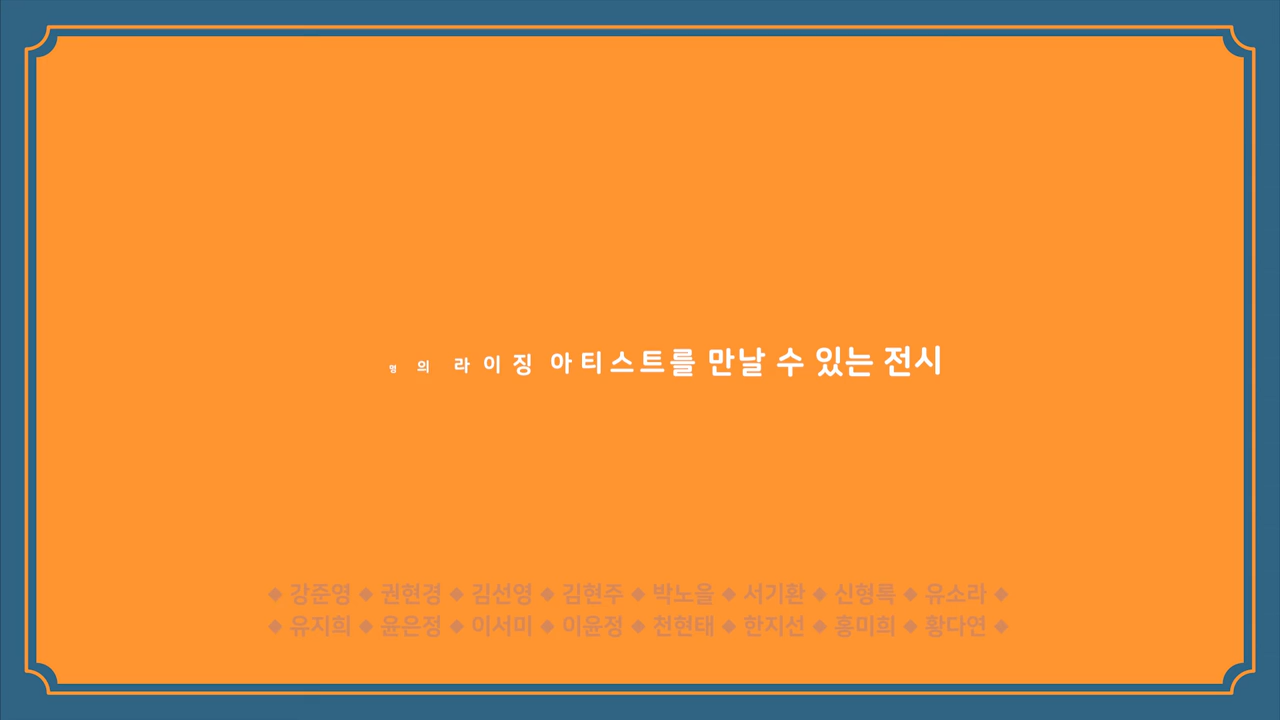 명의 라이징 아티스트를 만날 수 있는 전시
◆ 강준영 ◆ 권현경 ◆ 김선영 ◆ 김현주 ◆ 박노을 ◆ 서기환 ◆ 신형록 ◆ 유소라 ◆
◆ 유지희 ◆ 윤은정 ◆ 이서미 ◆ 이윤정 ◆ 천현태 ◆ 한지선 ◆ 홍미희 ◆ 황다연 ◆